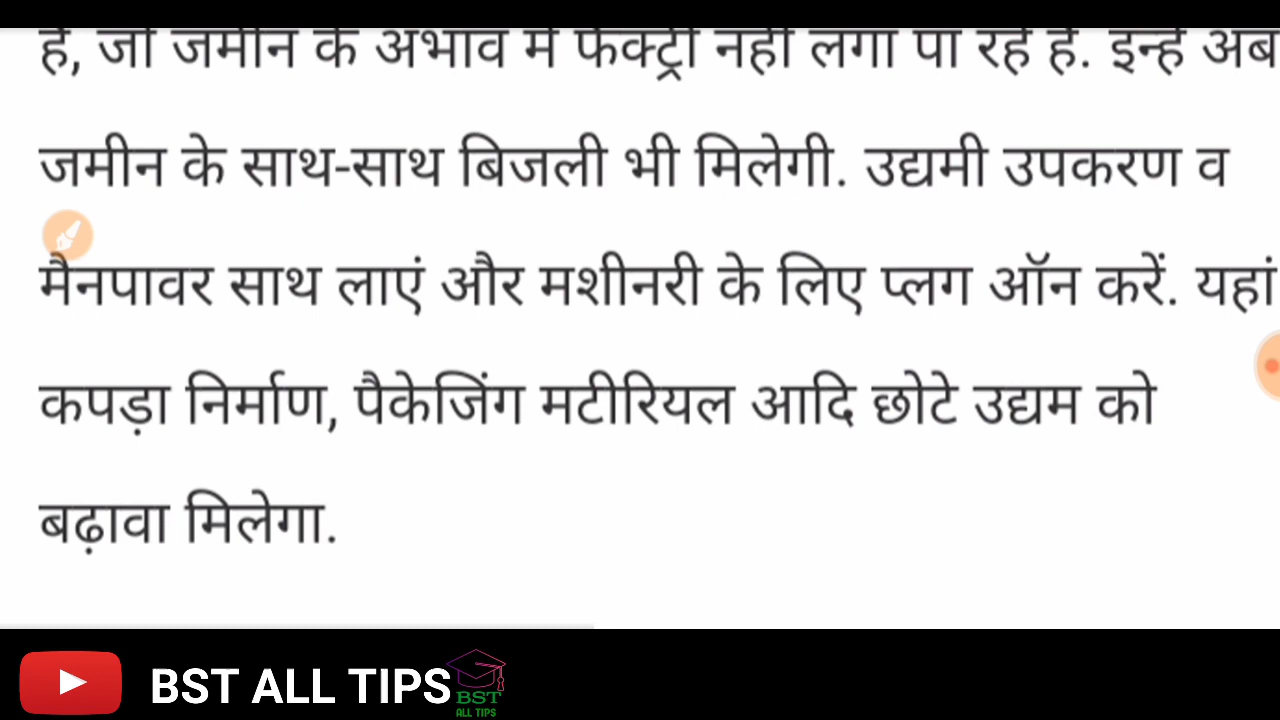 हैं, जो जमीन के अभाव में फैक्ट्री नहीं लगा पा रहे हैं. इन्हें अब
जमीन के साथ-साथ बिजली भी मिलेगी. उद्यमी उपकरण व
मैनपावर साथ लाएं और मशीनरी के लिए प्लग ऑन करें. यहां
कपड़ा निर्माण, पैकेजिंग मटीरियल आदि छोटे उद्यम को
बढ़ावा मिलेगा.
BST ALL TIPS
BST
ALL TIPS